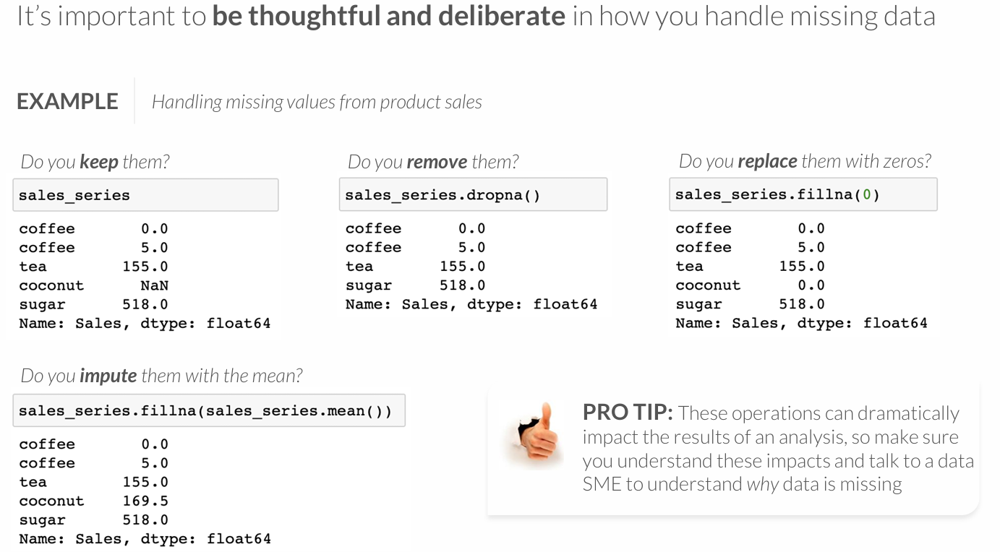 It's important to be thoughtful and deliberate in how you handle missing data
EXAMPLE
Handling missing values from product sales
Do you keep them?
sales_series
coffee 0.0
coffee 5.0
tea 155.0
coconut NaN
sugar 518.0
Name: Sales, dtype: float64
Do you remove them?
sales_series.dropna()
coffee 0.0
coffee 5.0
tea 155.0
sugar 518.0
Name: Sales, dtype: float64
Do you replace them with zeros?
sales_series.fillna(0)
coffee 0.0
coffee 5.0
tea 155.0
coconut 0.0
sugar 518.0
Name: Sales, dtype: float64
Do you impute them with the mean?
sales_series.fillna(sales_series.mean())
coffee 0.0
coffee 5.0
tea 155.0
coconut 169.5
sugar 518.0
Name: Sales, dtype: float64
PRO TIP: These operations can dramatically
impact the results of an analysis, so make sure
you understand these impacts and talk to a data
SME to understand why data is missing